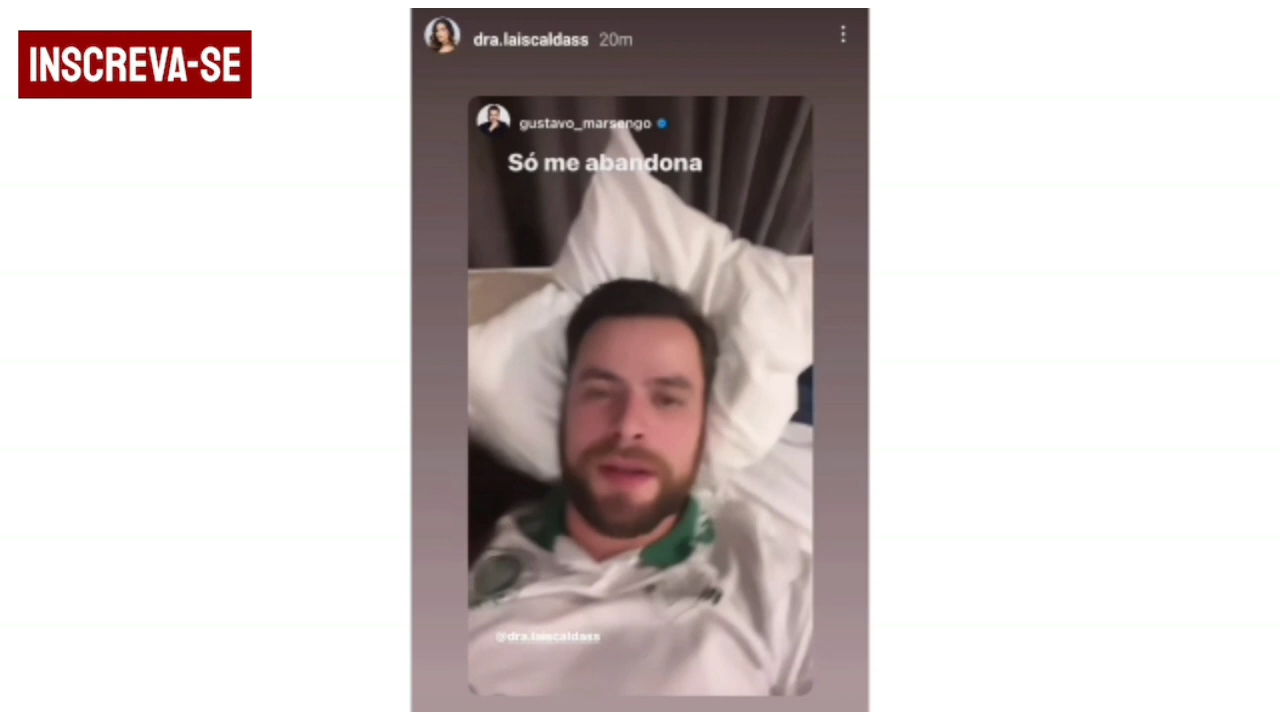 INSCREVA-SE
dra.laiscaldass 20m
gustavo_marsengo
Só me abandona
@dra.laiscaldass